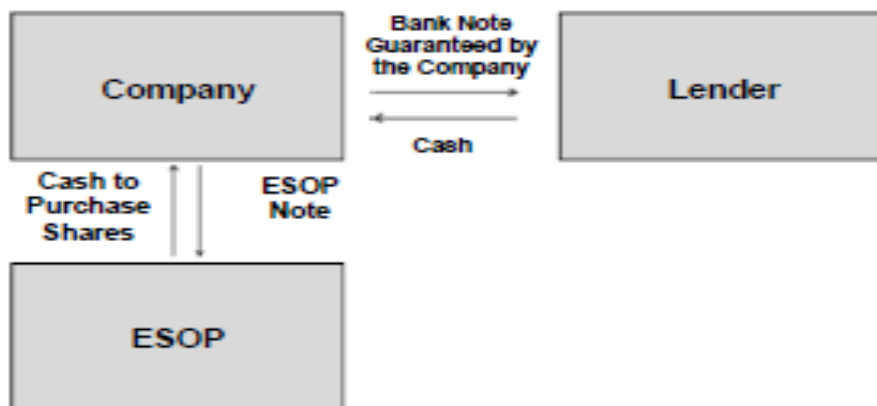 Bank Note
Guaranteed by
the Company
Company
Lender
Cash
Cash to
Purchase
Shares
ESOP
Note
ESOP